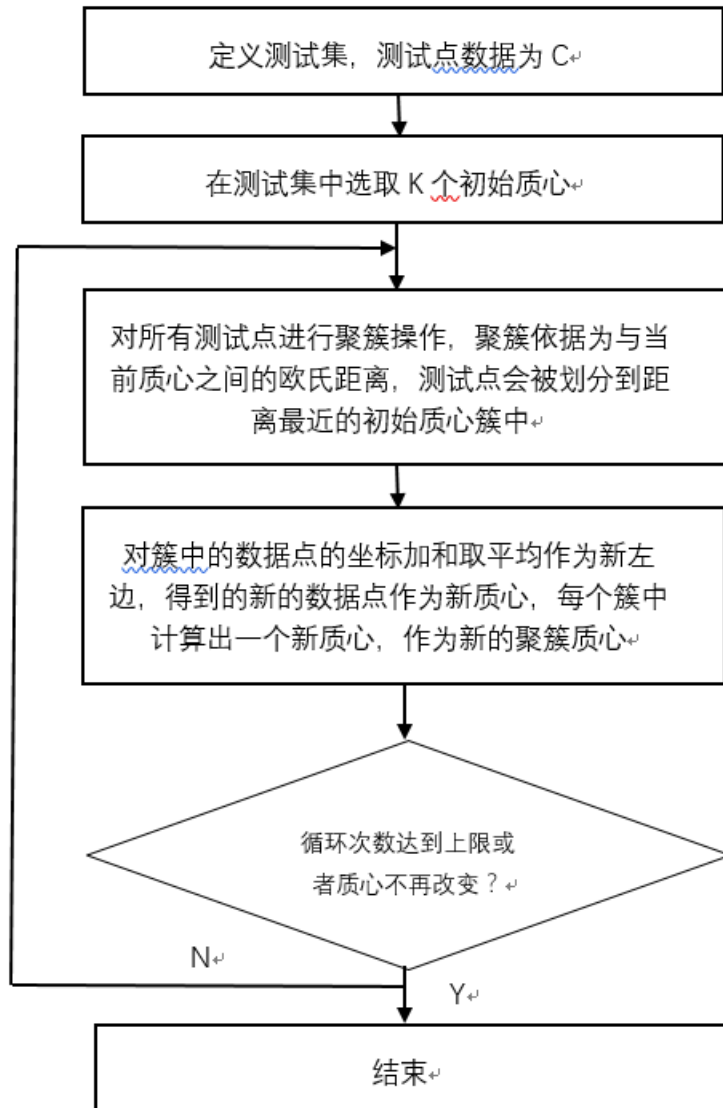 定义测试集，测试点数据为 C
在测试集中选取 K 个初始质心
对所有测试点进行聚簇操作，聚簇依据为与当
前质心之间的欧氏距离，测试点会被划分到距
离最近的初始质心簇中
对簇中的数据点的坐标加和取平均作为新左
边，得到的新的数据点作为新质心，每个簇中
计算出一个新质心，作为新的聚簇质心
循环次数达到上限或
者质心不再改变？
N
Y
结束